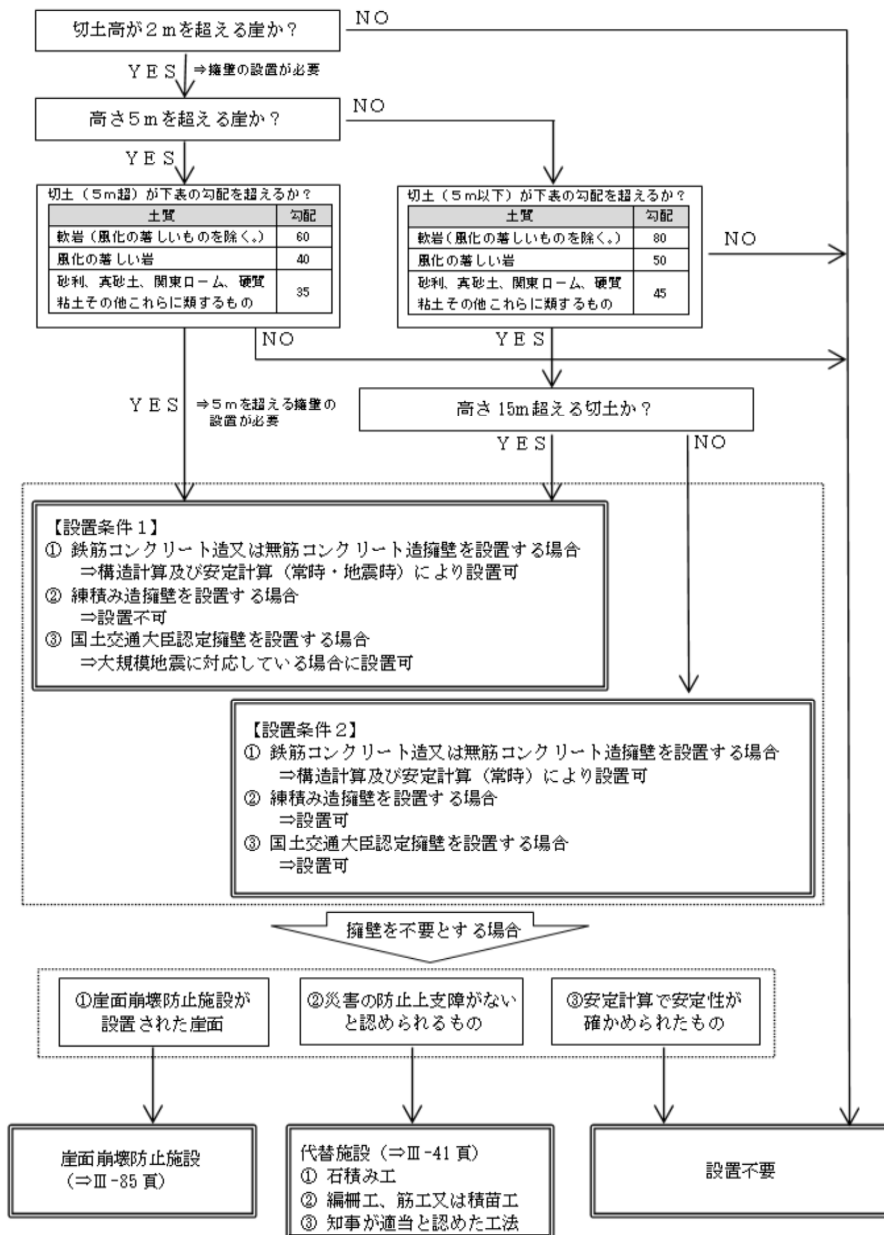 切土高が２ｍを超える崖か？
ＮＯ
ＹＥＳ ⇒擁壁の設置が必要
高さ５ｍを超える崖か？
ＮＯ
ＹＥＳ
切土（５ｍ超）が下表の勾配を超えるか？
土質 勾配
軟岩（風化の著しいものを除く。） 60
風化の著しい岩 40
砂利、真砂土、関東ローム、硬質
粘土その他これらに類するもの 35
切土（５ｍ以下）が下表の勾配を超えるか？
土質 勾配
軟岩（風化の著しいものを除く。） 80
風化の著しい岩 50
砂利、真砂土、関東ローム、硬質
粘土その他これらに類するもの 45
ＮＯ
ＮＯ
ＹＥＳ
ＹＥＳ ⇒５ｍを超える擁壁の
設置が必要
高さ 15ｍ超える切土か？
ＹＥＳ
ＮＯ
【設置条件１】
① 鉄筋コンクリート造又は無筋コンクリート造擁壁を設置する場合
⇒構造計算及び安定計算（常時・地震時）により設置可
② 練積み造擁壁を設置する場合
⇒設置不可
③ 国土交通大臣認定擁壁を設置する場合
⇒大規模地震に対応している場合に設置可
【設置条件２】
① 鉄筋コンクリート造又は無筋コンクリート造擁壁を設置する場合
⇒構造計算及び安定計算（常時）により設置可
② 練積み造擁壁を設置する場合
⇒設置可
③ 国土交通大臣認定擁壁を設置する場合
⇒設置可
擁壁を不要とする場合
①崖面崩壊防止施設が
設置された崖面
②災害の防止上支障がない
と認められるもの
③安定計算で安定性が
確かめられたもの
崖面崩壊防止施設
（⇒Ⅲ-85 頁）
代替施設（⇒Ⅲ-41 頁）
① 石積み工
② 編柵工、筋工又は積苗工
③ 知事が適当と認めた工法
設置不要